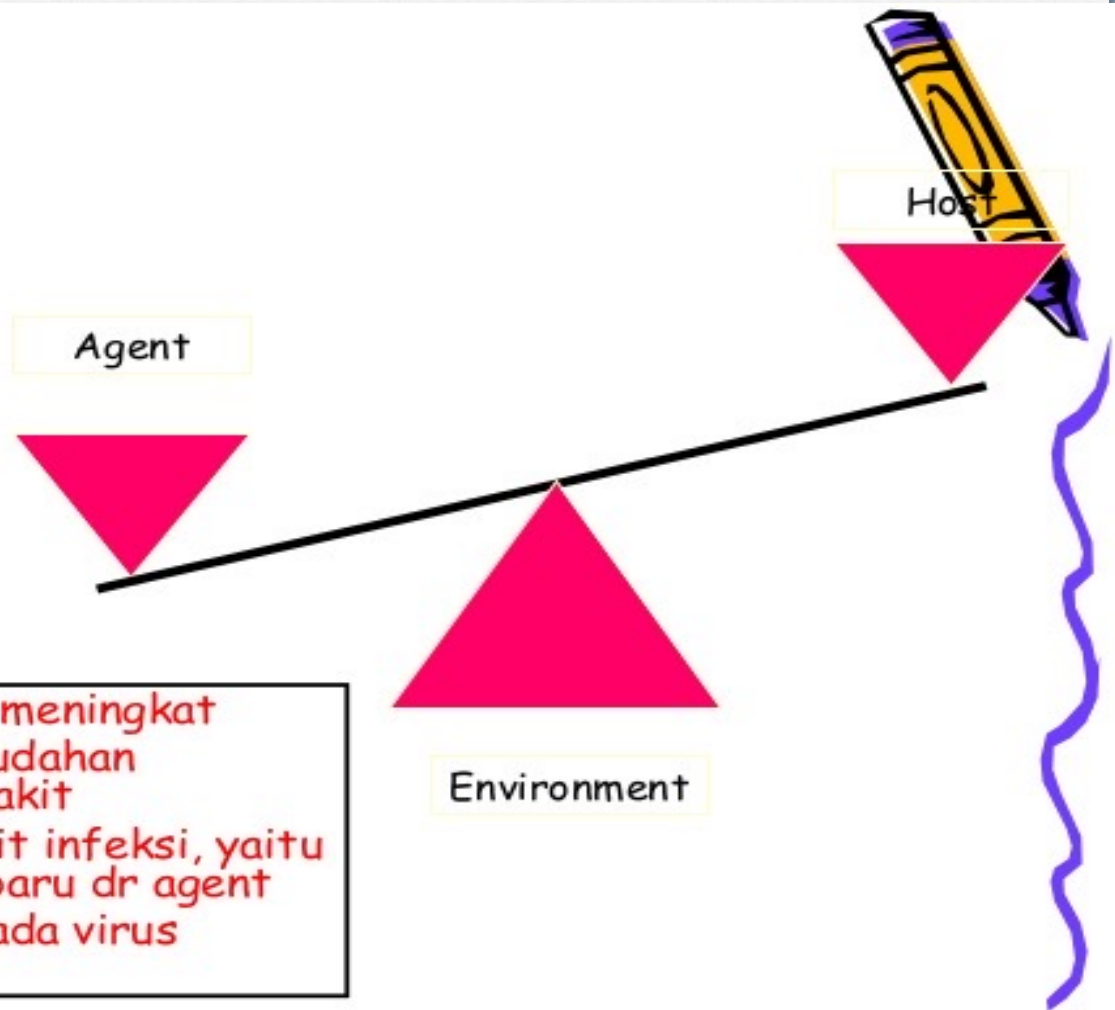 Host
Agent
Environment
meningkat
udahan
akit
it infeksi, yaitu
baru dr agent
ada virus